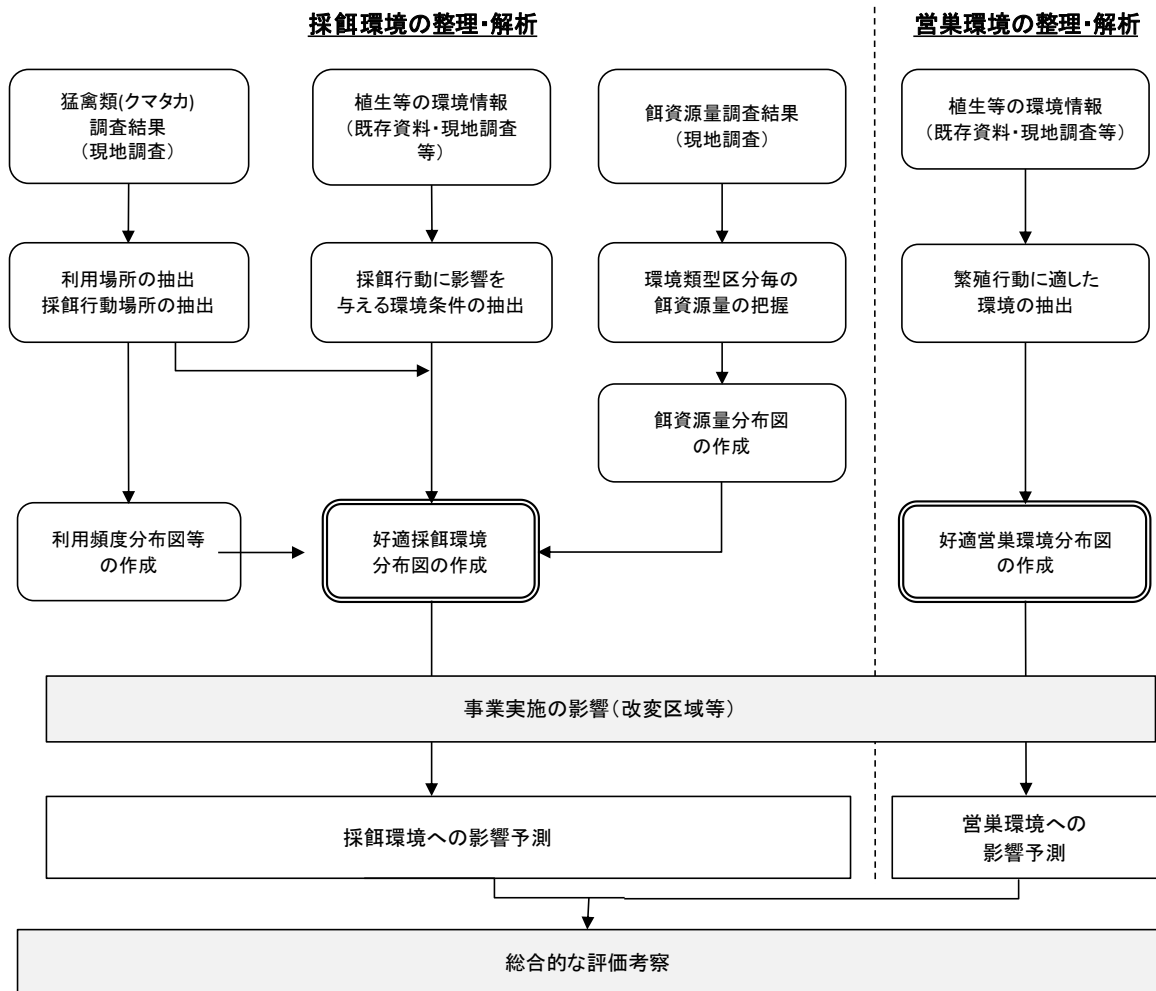 採餌環境の整理・解析
営巣環境の整理・解析
猛禽類(クマタカ)
調査結果
（現地調査）
植生等の環境情報
（既存資料・現地調査
等）
餌資源量調査結果
（現地調査）
植生等の環境情報
（既存資料・現地調査等）
利用場所の抽出
採餌行動場所の抽出
採餌行動に影響を
与える環境条件の抽出
環境類型区分毎の
餌資源量の把握
繁殖行動に適した
環境の抽出
餌資源量分布図
の作成
利用頻度分布図等
の作成
好適採餌環境
分布図の作成
好適営巣環境分布図
の作成
事業実施の影響（改変区域等）
採餌環境への影響予測
営巣環境への
影響予測
総合的な評価考察